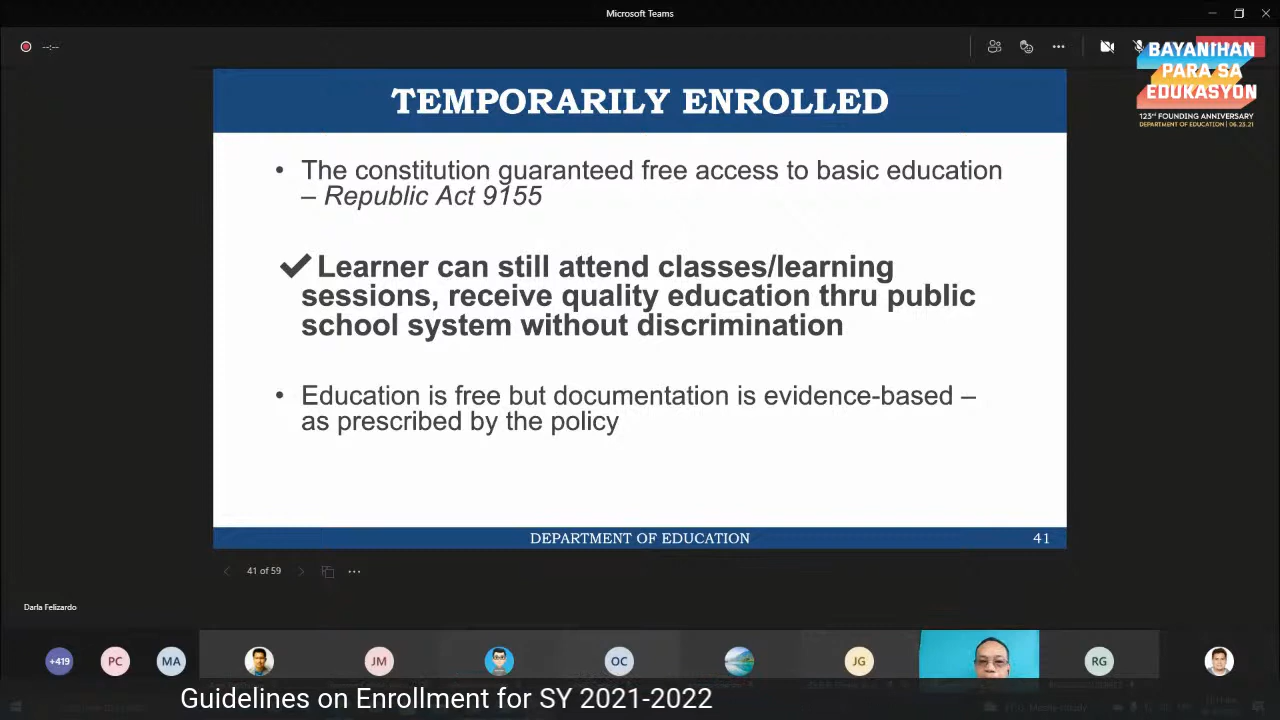 Microsoft Teams
--:--
BAYANIHAN
PARA SA
EDUKASYON
123RD FOUNDING ANNIVERSARY
DEPARTMENT OF EDUCATION | 06.23.21
TEMPORARILY ENROLLED
• The constitution guaranteed free access to basic education
– Republic Act 9155
✔ Learner can still attend classes/learning
sessions, receive quality education thru public
school system without discrimination
• Education is free but documentation is evidence-based –
as prescribed by the policy
DEPARTMENT OF EDUCATION 41
41 of 59
Darla Felizardo
+419 PC MA JM OC JG RG
Guidelines on Enrollment for SY 2021-2022